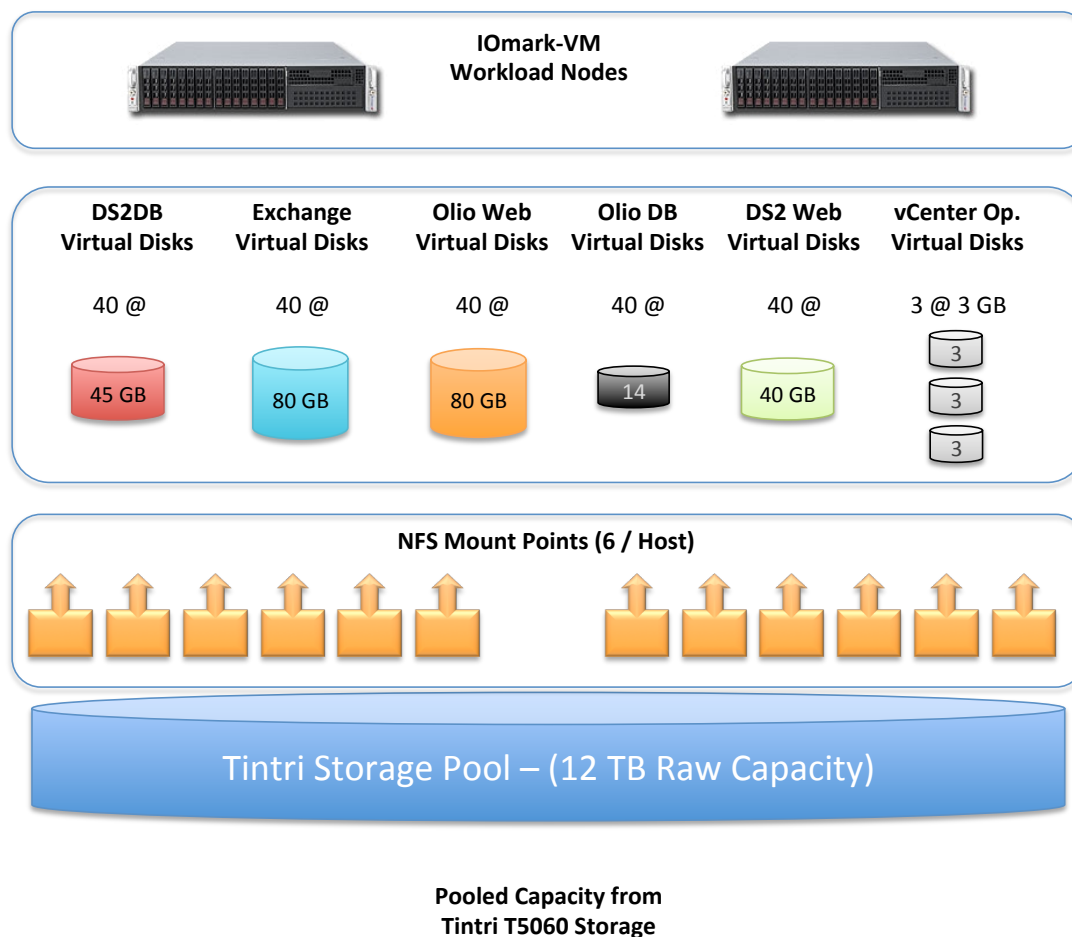 IOmark-VM
Workload Nodes
DS2DB
Virtual Disks
Exchange
Virtual Disks
Olio Web
Virtual Disks
Olio DB
Virtual Disks
DS2 Web
Virtual Disks
vCenter Op.
Virtual Disks
40 @
40 @
40 @
40 @
40 @
3 @ 3 GB
45 GB
80 GB
80 GB
14
40 GB
3
3
3
NFS Mount Points (6 / Host)
Tintri Storage Pool – (12 TB Raw Capacity)
Pooled Capacity from
Tintri T5060 Storage